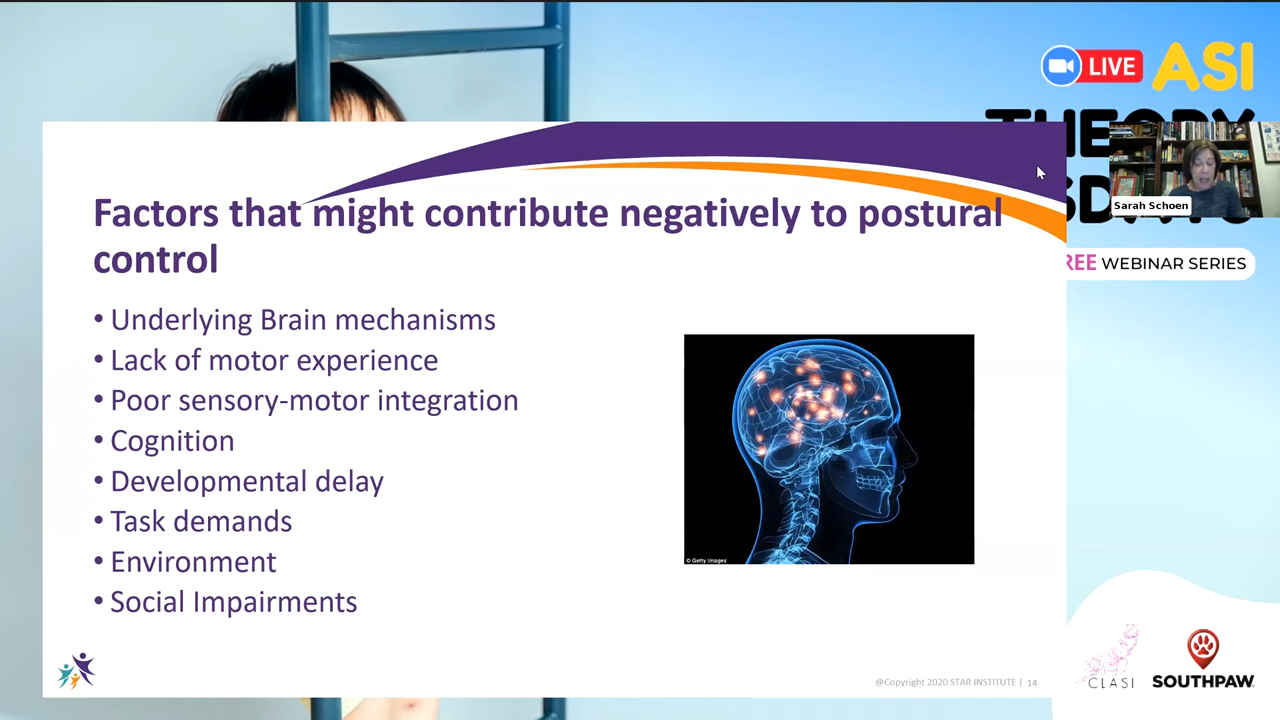 LIVE
ASI
Sarah Schoen
REE WEBINAR SERIES
Factors that might contribute negatively to postural
control
• Underlying Brain mechanisms
• Lack of motor experience
• Poor sensory-motor integration
• Cognition
• Developmental delay
• Task demands
• Environment
• Social Impairments
© Getty Images
@Copyright 2020 STAR INSTITUTE | 14
CLASI
SOUTHPAW